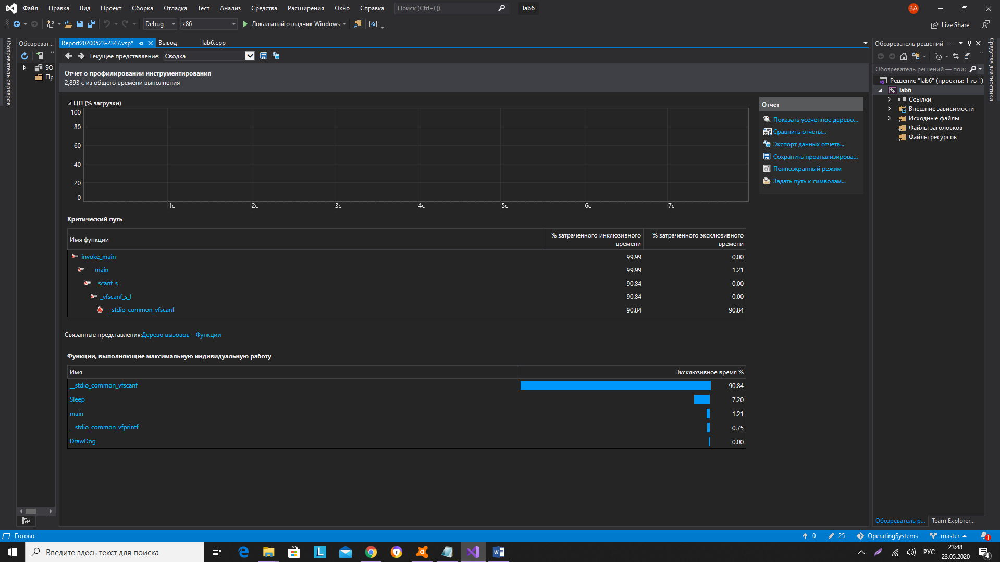 Файл Правка Вид Проект Сборка Отладка Тест Анализ Средства Расширения Окно Справка Поиск (Ctrl+Q) lab6 ВА
Debug x86 Локальный отладчик Windows Live Share
Обозреватель серверов
Обозреват...
SQ
Пр
Report20200523-2347.vsp* Вывод lab6.cpp
Текущее представление: Сводка
Отчет о профилировании инструментирования
2,893 с из общего времени выполнения
ЦП (% загрузки)
100
80
60
40
20
0
1с 2с 3с 4с 5с 6с 7с
Отчет
Показать усеченное дерево...
Сравнить отчеты...
Экспорт данных отчета...
Сохранить проанализирова...
Полноэкранный режим
Задать путь к символам...
Критический путь
Имя функции % затраченного инклюзивного времени % затраченного эксклюзивного времени
invoke_main 99.99 0.00
main 99.99 1.21
scanf_s 90.84 0.00
_vfscanf_s_l 90.84 0.00
__stdio_common_vfscanf 90.84 90.84
Связанные представления:Дерево вызовов Функции
Функции, выполняющие максимальную индивидуальную работу
Имя Эксклюзивное время %
__stdio_common_vfscanf 90.84
Sleep 7.20
main 1.21
__stdio_common_vfprintf 0.75
DrawDog 0.00
Обозреватель решений
Обозреватель решений — поис
Решение "lab6" (проекты: 1 из 1)
lab6
Ссылки
Внешние зависимости
Исходные файлы
Файлы заголовков
Файлы ресурсов
Обозреватель р... Team Explorer...
Средства диагностики
Готово 0 25 OperatingSystems master 1
Введите здесь текст для поиска
L
РУС
23:48
23.05.2020
4